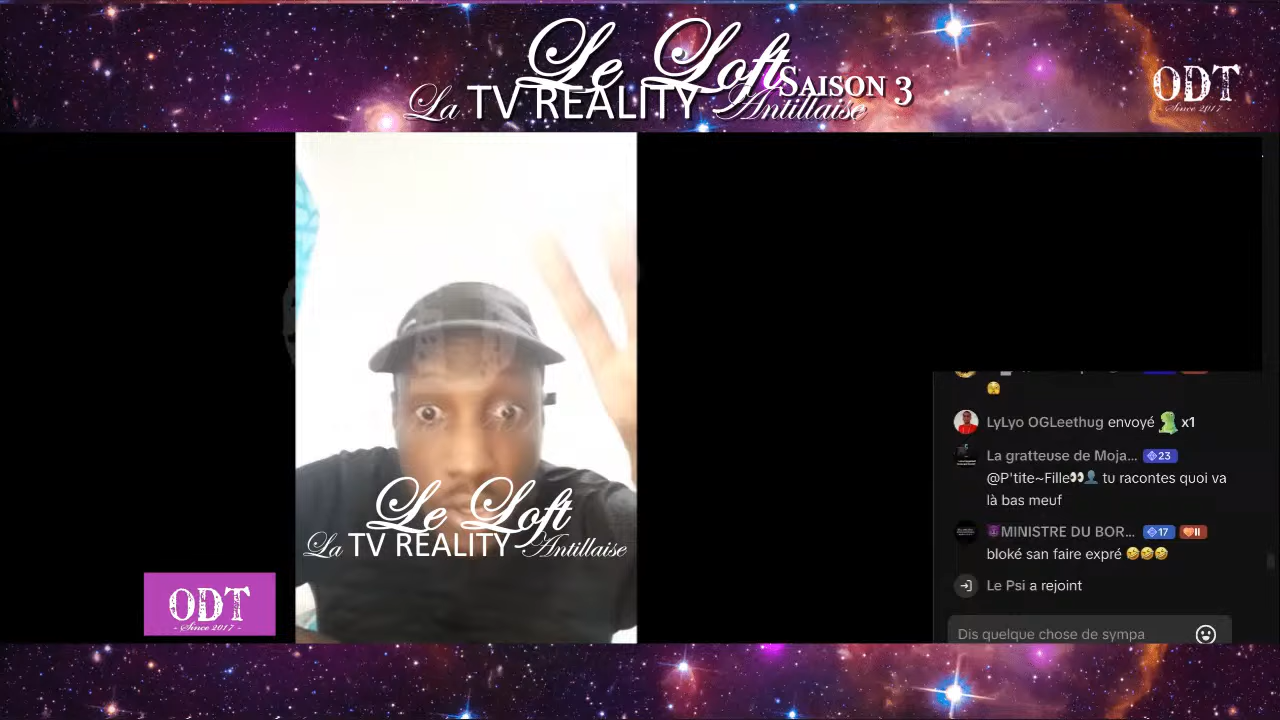 Le Loft
Saison 3
La TV REALITY Antillaise
ODT
- Since 2017 -
LyLyo OGLeethug envoyé x1
La gratteuse de Moja... 23
@P'tite~Fille👀👤 tu racontes quoi va
là bas meuf
😈MINISTRE DU BOR... 17 II
bloké san faire expré 🤣🤣🤣
Le Psi a rejoint
Dis quelque chose de sympa
Le Loft
La TV RÉALITY Antillaise
ODT
- Since 2017 -